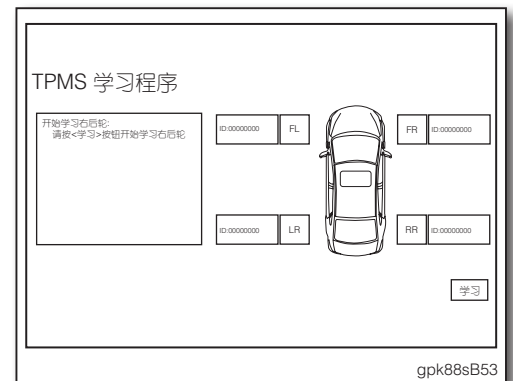 TPMS 学习程序
开始学习右后轮:
请按<学习>按钮开始学习右后轮
ID:00000000 FL
FR ID:00000000
ID:00000000 LR
RR ID:00000000
学习
gpk88sB53